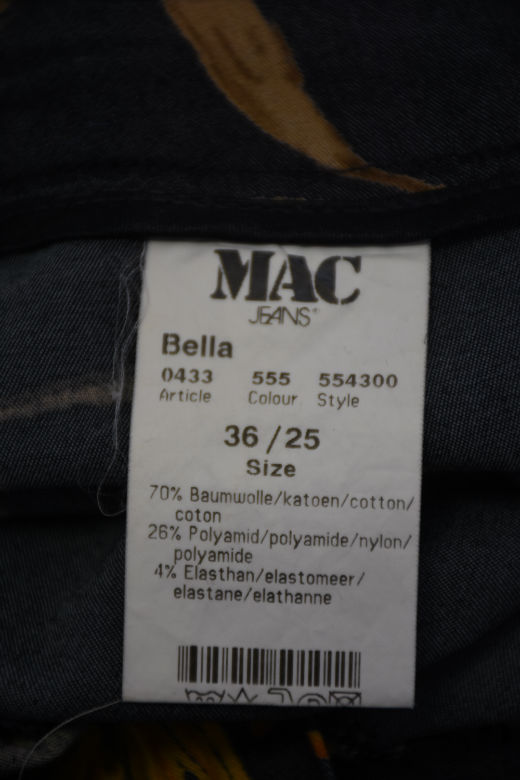 MAC
JEANS®
Bella
0433 555 554300
Article Colour Style
36/25
Size
70% Baumwolle/katoen/cotton/
coton
26% Polyamid/polyamide/nylon/
polyamide
4% Elasthan/elastomeer/
elastane/elathanne